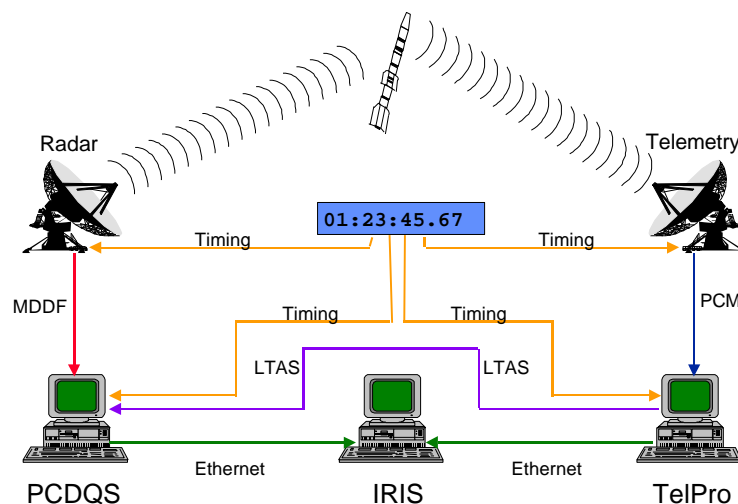 Radar
Telemetry
01:23:45.67
Timing
Timing
MDDF
PCM
Timing
Timing
LTAS
LTAS
Ethernet
Ethernet
PCDQS
IRIS
TelPro